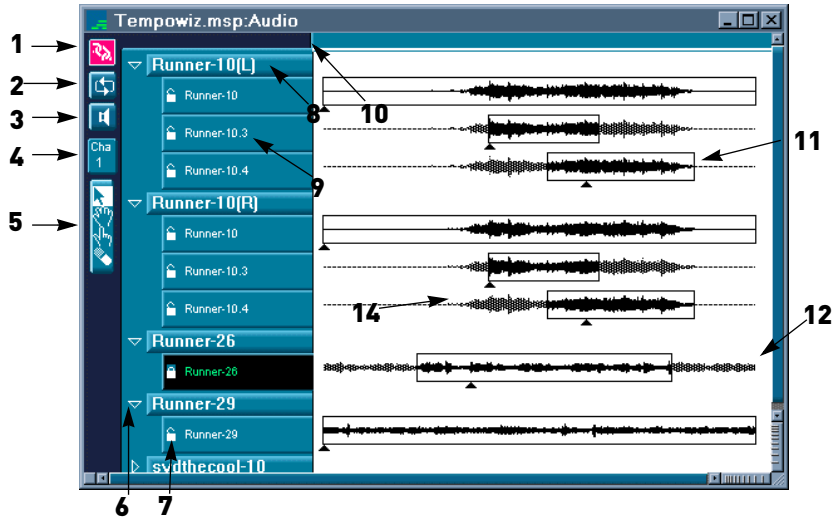 Tempowiz.msp:Audio
1
2
3
4
5
6
7
8
9
10
11
12
14
Cha
1
Runner-10(L)
Runner-10
Runner-10.3
Runner-10.4
Runner-10(R)
Runner-10
Runner-10.3
Runner-10.4
Runner-26
Runner-26
Runner-29
Runner-29
sydthecool-10